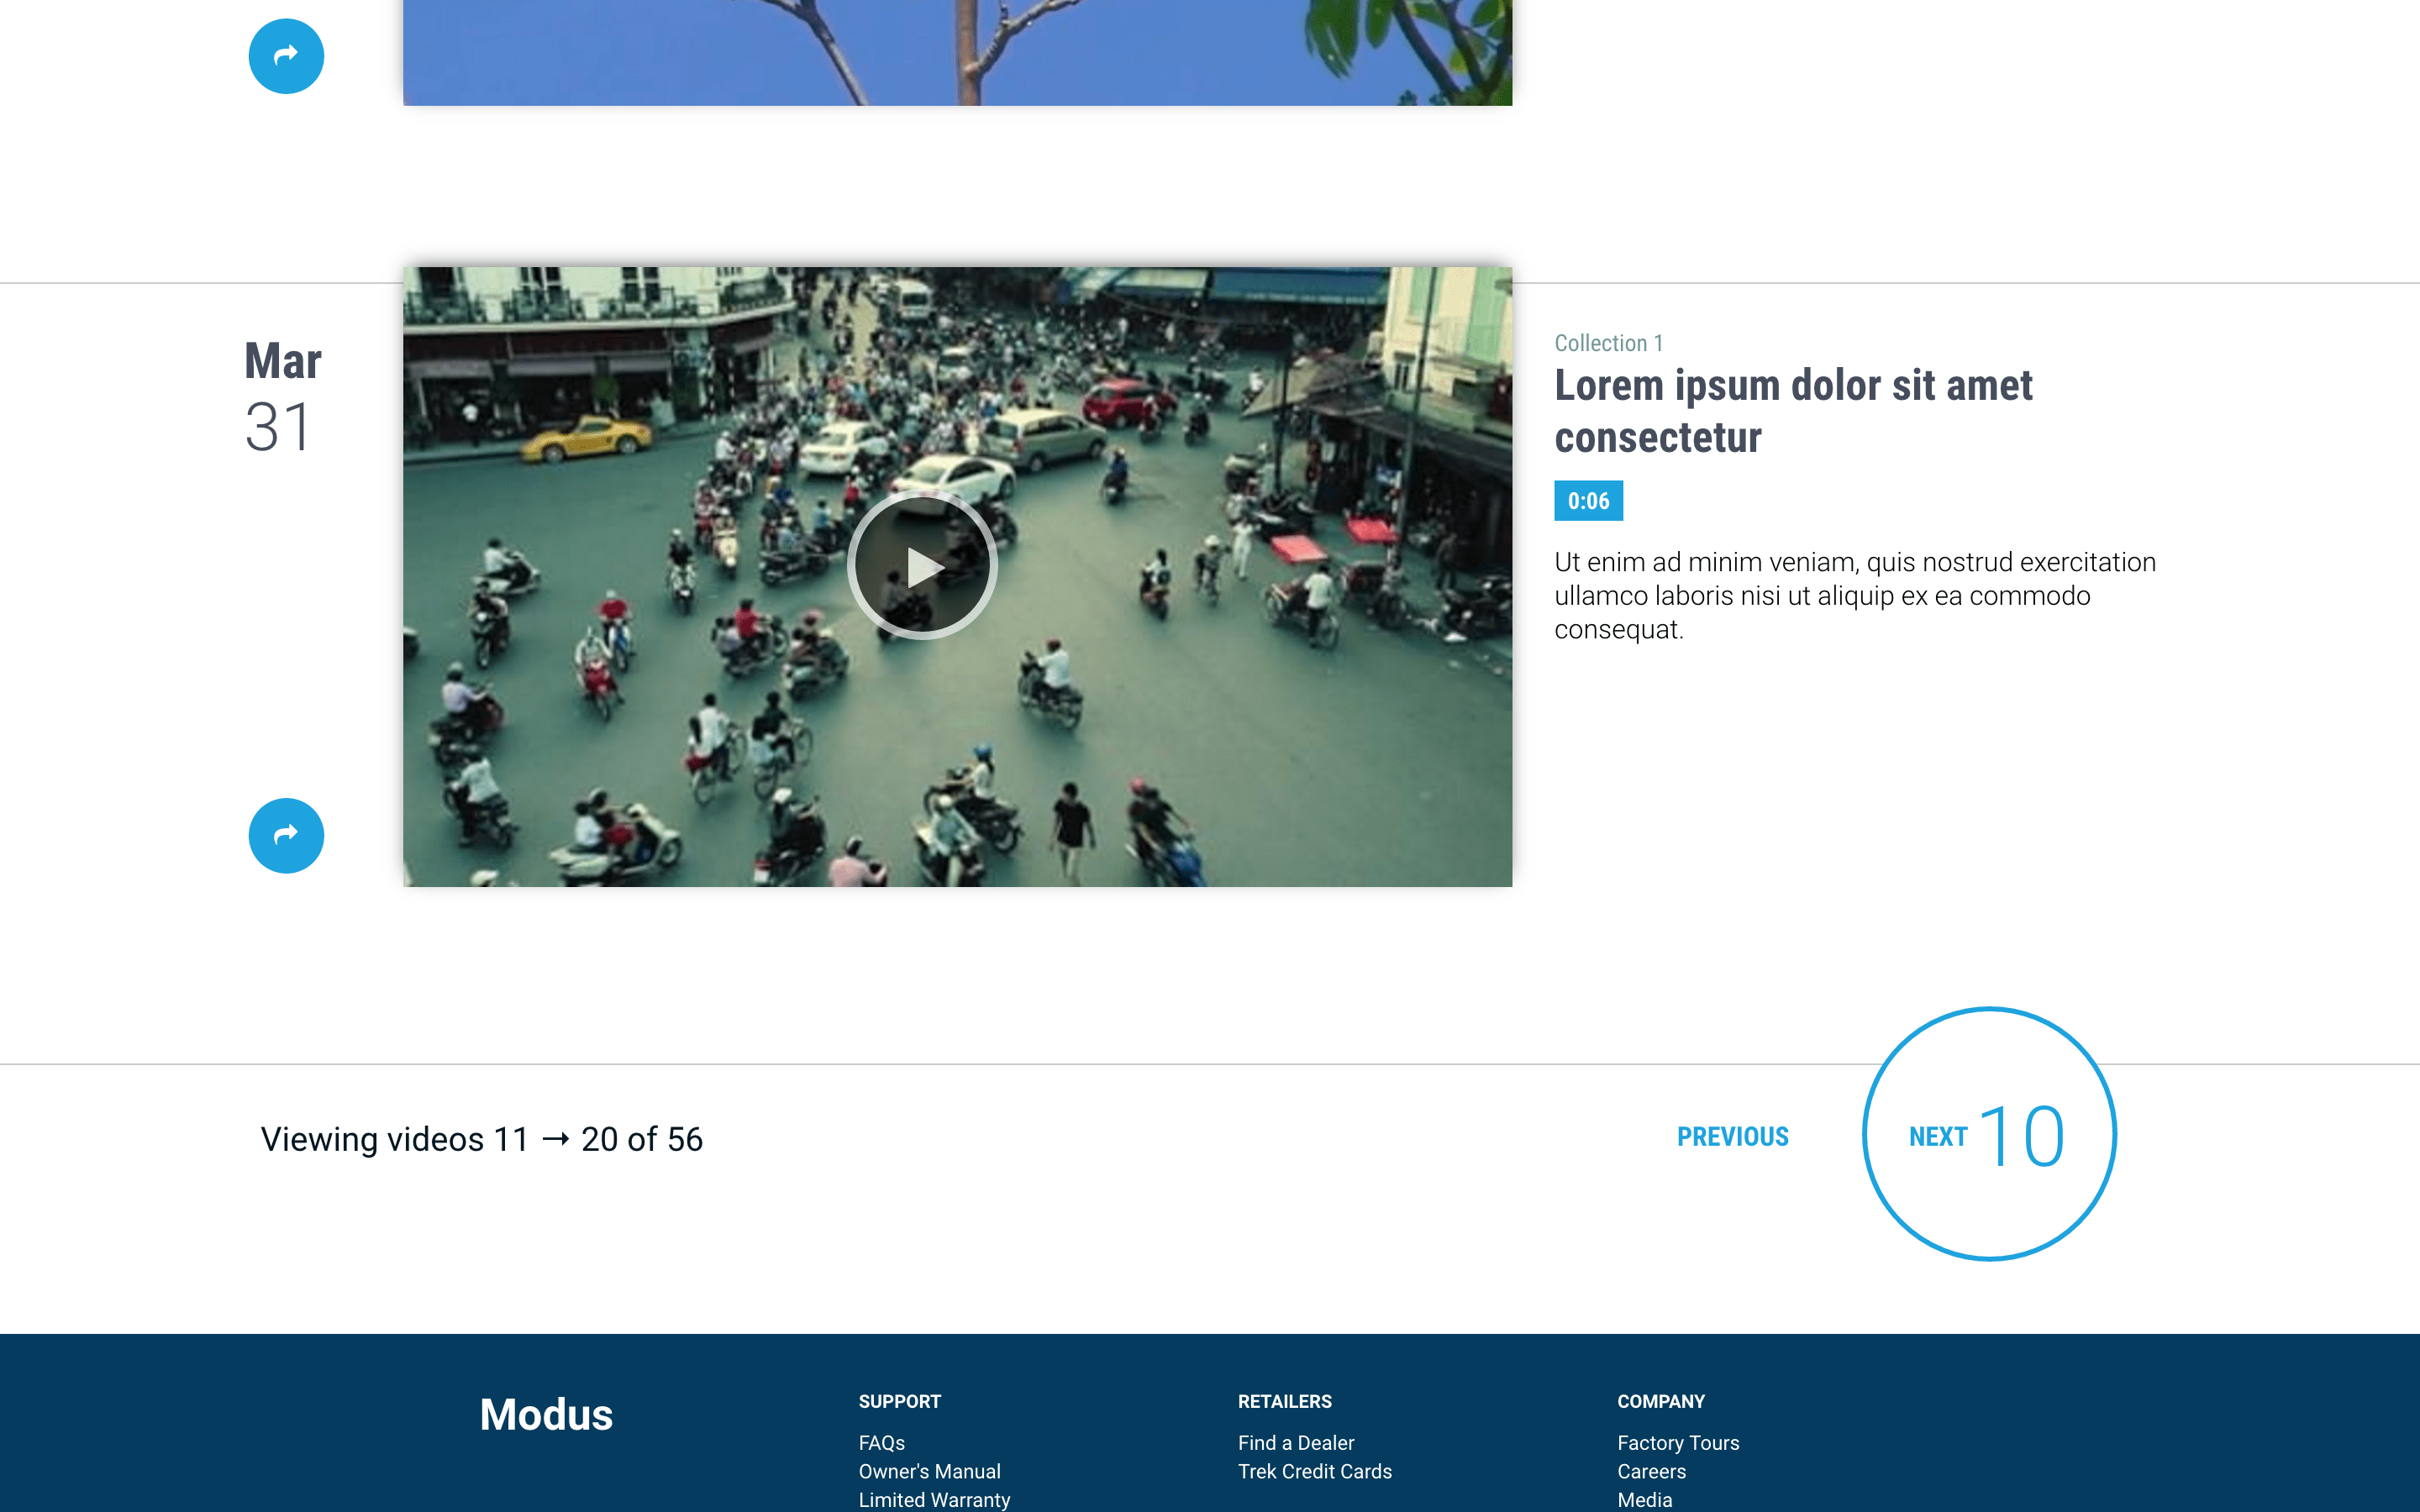 Mar
31
Collection 1
Lorem ipsum dolor sit amet
consectetur
0:06
Ut enim ad minim veniam, quis nostrud exercitation
ullamco laboris nisi ut aliquip ex ea commodo
consequat.
Viewing videos 11 → 20 of 56
PREVIOUS
NEXT 10
Modus
SUPPORT
FAQs
Owner's Manual
Limited Warranty
RETAILERS
Find a Dealer
Trek Credit Cards
COMPANY
Factory Tours
Careers
Media